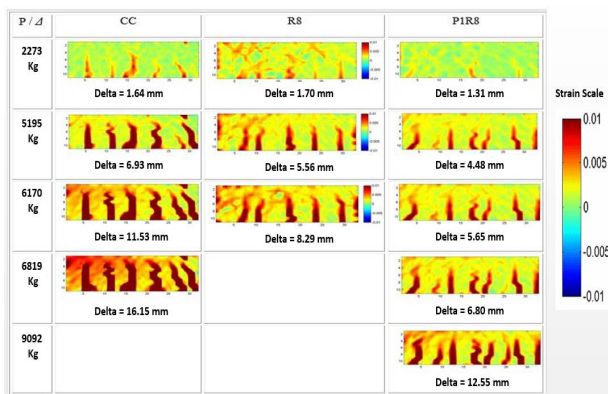 P / Δ CC R8 P1R8
2273 Kg
Delta = 1.64 mm Delta = 1.70 mm Delta = 1.31 mm
Strain Scale
5195 Kg
Delta = 6.93 mm Delta = 5.56 mm Delta = 4.48 mm
6170 Kg
Delta = 11.53 mm Delta = 8.29 mm Delta = 5.65 mm
6819 Kg
Delta = 16.15 mm Delta = 6.80 mm
9092 Kg
Delta = 12.55 mm
0.01
0.005
0
-0.005
-0.01